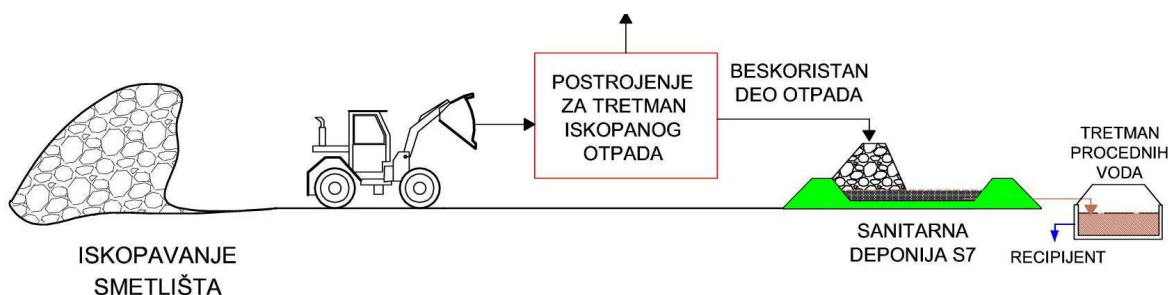 ISKOPAVANJE
SMETLIŠTA
POSTROJENJE
ZA TRETMAN
ISKOPANOG
OTPADA
BESKORISTAN
DEO OTPADA
SANITARNA
DEPONIJA S7
TRETMAN
PROCEDNIH
VODA
RECIPIJENT